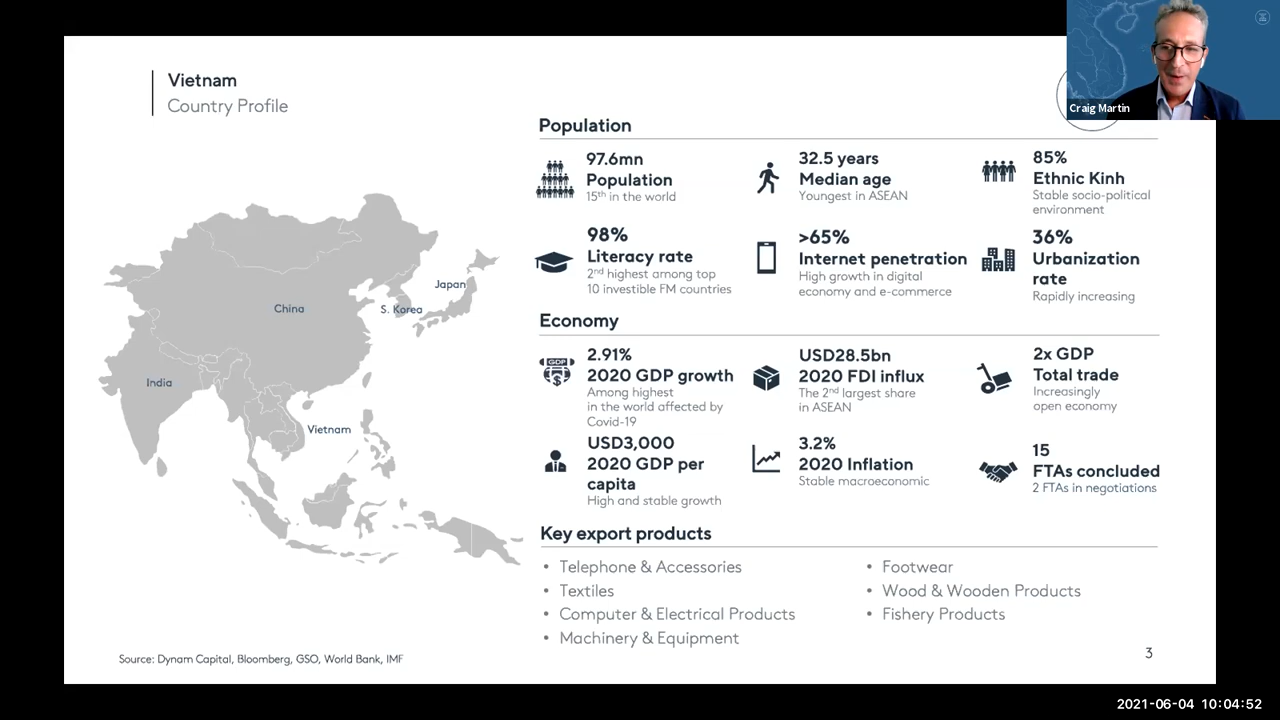 Vietnam
Country Profile
Craig Martin
Population
97.6mn
Population
15th in the world
32.5 years
Median age
Youngest in ASEAN
85%
Ethnic Kinh
Stable socio-political
environment
98%
Literacy rate
2nd highest among top
10 investible FM countries
>65%
Internet penetration
High growth in digital
economy and e-commerce
36%
Urbanization
rate
Rapidly increasing
Japan
China
S. Korea
India
Vietnam
Economy
GDP
$
2.91%
2020 GDP growth
Among highest
in the world affected by
Covid-19
USD28.5bn
2020 FDI influx
The 2nd largest share
in ASEAN
2x GDP
Total trade
Increasingly
open economy
USD3,000
2020 GDP per
capita
High and stable growth
3.2%
2020 Inflation
Stable macroeconomic
15
FTAs concluded
2 FTAs in negotiations
Key export products
• Telephone & Accessories
• Textiles
• Computer & Electrical Products
• Machinery & Equipment
• Footwear
• Wood & Wooden Products
• Fishery Products
Source: Dynam Capital, Bloomberg, GSO, World Bank, IMF
3
2021-06-04 10:04:52